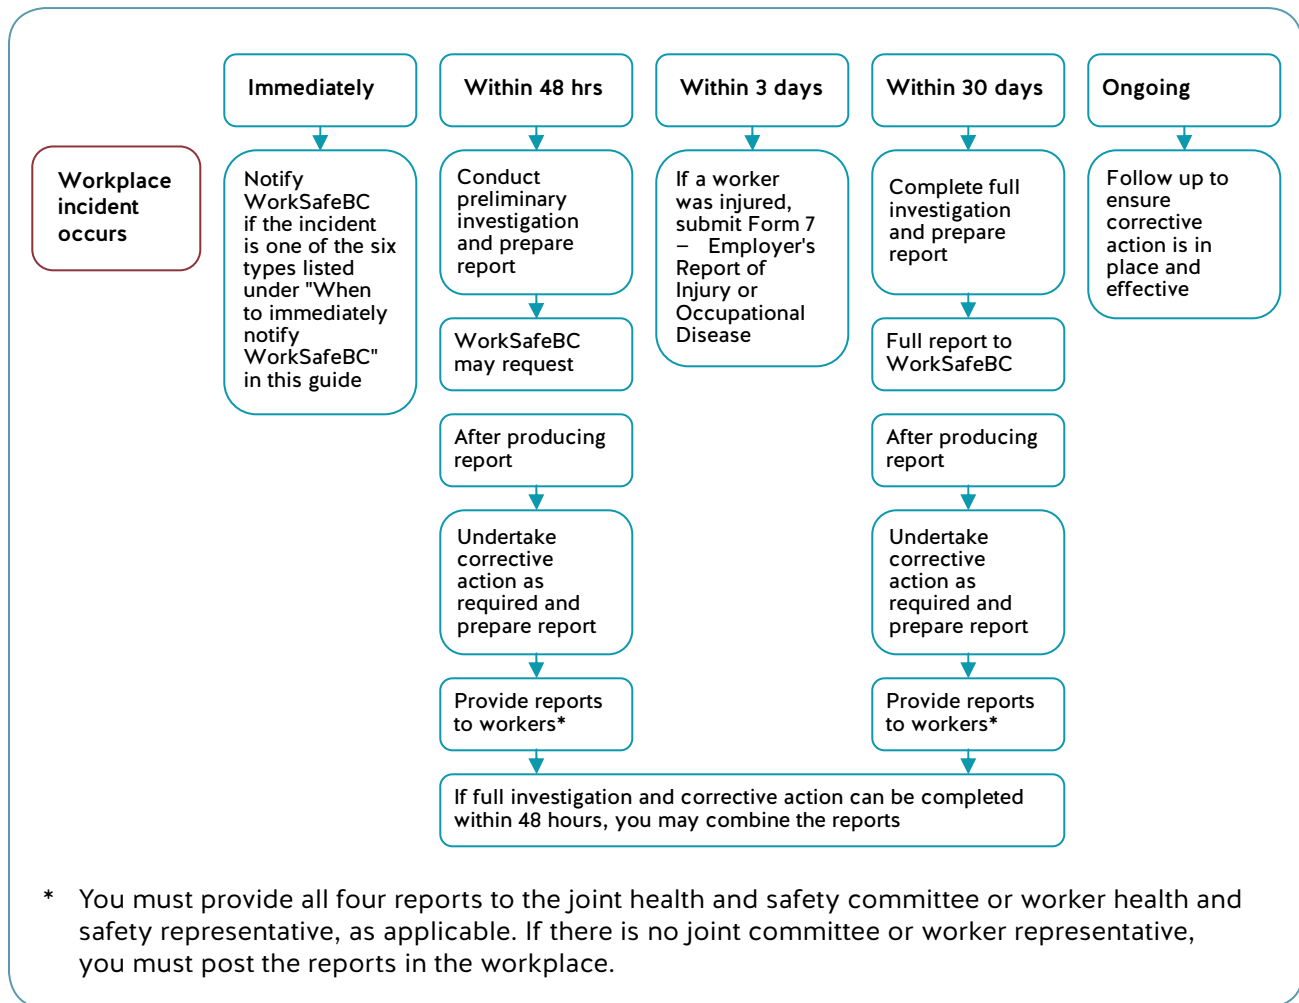 Immediately
Within 48 hrs
Within 3 days
Within 30 days
Ongoing
Workplace
incident
occurs
Notify
WorkSafeBC
if the incident
is one of the six
types listed
under "When
to immediately
notify
WorkSafeBC"
in this guide
Conduct
preliminary
investigation
and prepare
report
WorkSafeBC
may request
After producing
report
Undertake
corrective
action as
required and
prepare report
Provide reports
to workers*
If a worker
was injured,
submit Form 7
– Employer's
Report of
Injury or
Occupational
Disease
Complete full
investigation
and prepare
report
Full report to
WorkSafeBC
After producing
report
Undertake
corrective
action as
required and
prepare report
Provide reports
to workers*
Follow up to
ensure
corrective
action is in
place and
effective
If full investigation and corrective action can be completed
within 48 hours, you may combine the reports
* You must provide all four reports to the joint health and safety committee or worker health and
safety representative, as applicable. If there is no joint committee or worker representative,
you must post the reports in the workplace.